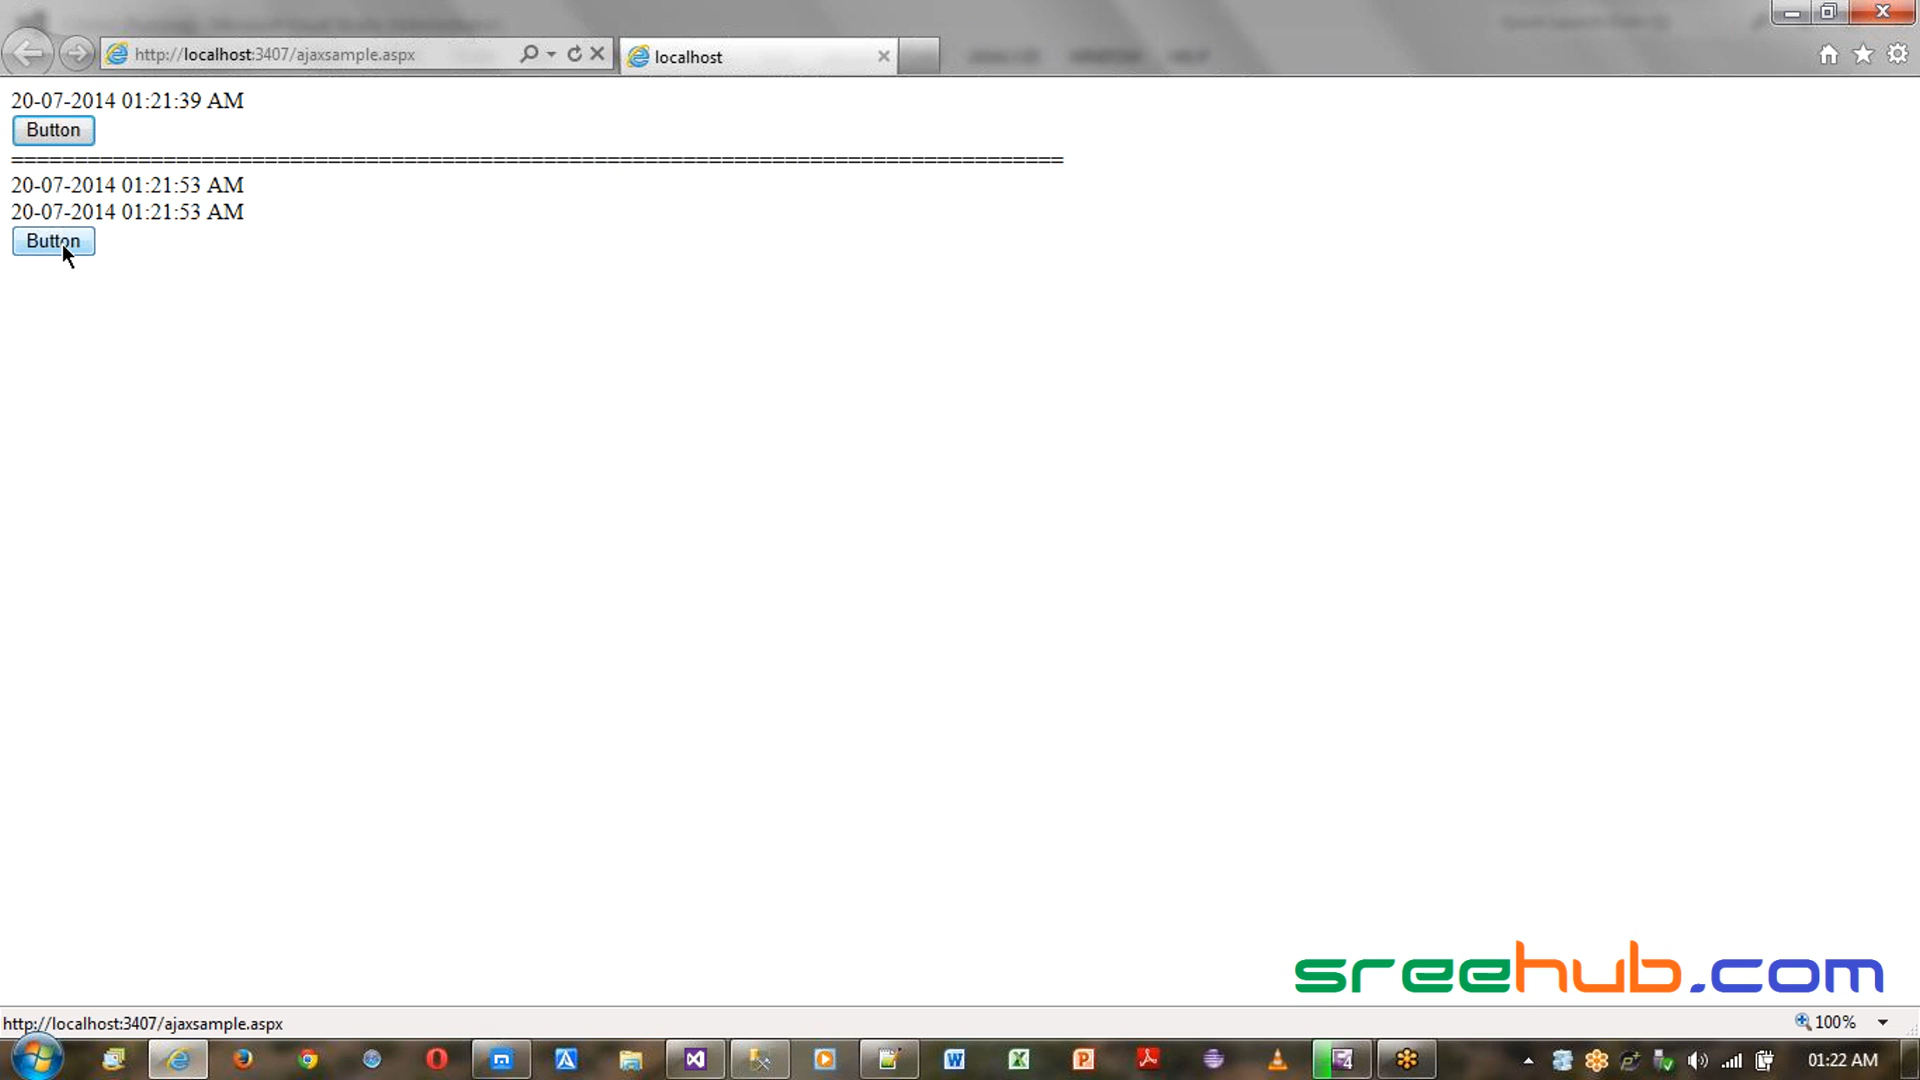 http://localhost:3407/ajaxsample.aspx
localhost
20-07-2014 01:21:39 AM
Button
===================================================================================
20-07-2014 01:21:53 AM
20-07-2014 01:21:53 AM
Button
sreehub.com
http://localhost:3407/ajaxsample.aspx
100%
01:22 AM